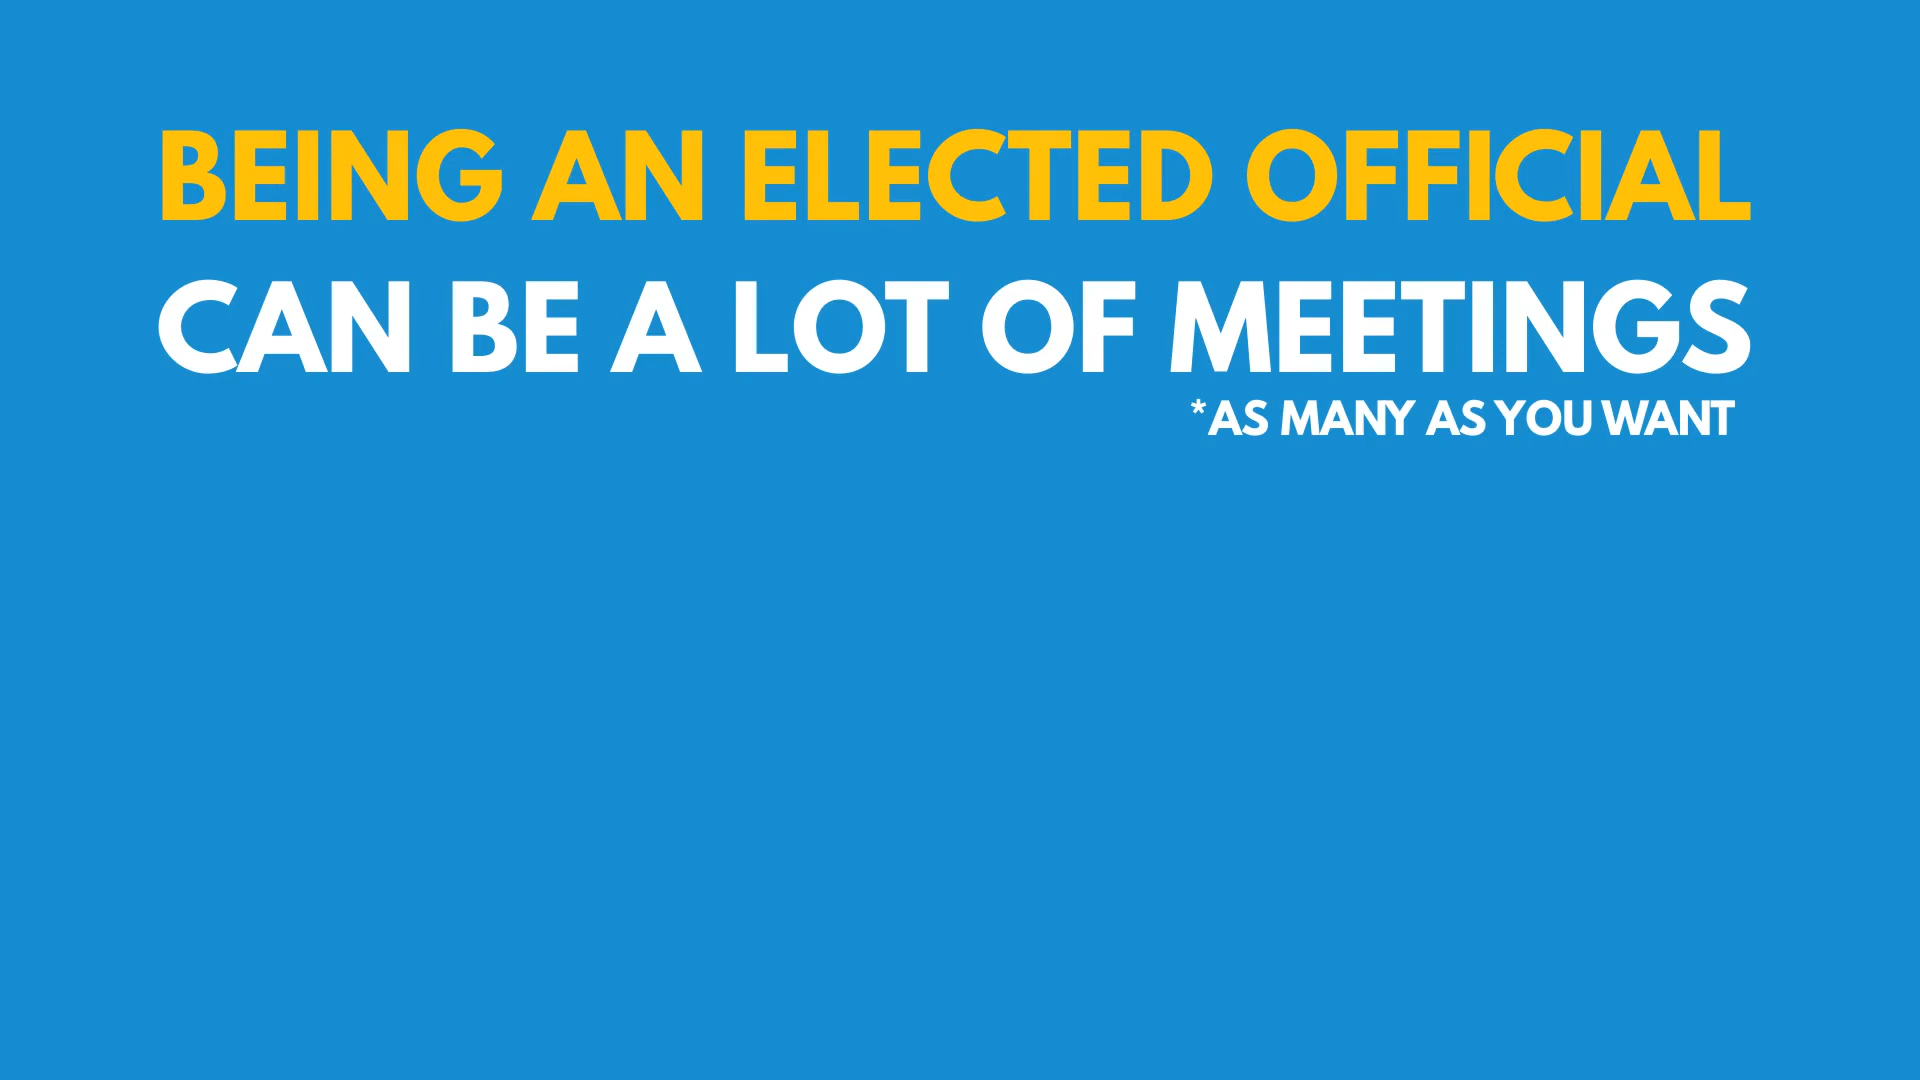 BEING AN ELECTED OFFICIAL
CAN BE A LOT OF MEETINGS
*AS MANY AS YOU WANT